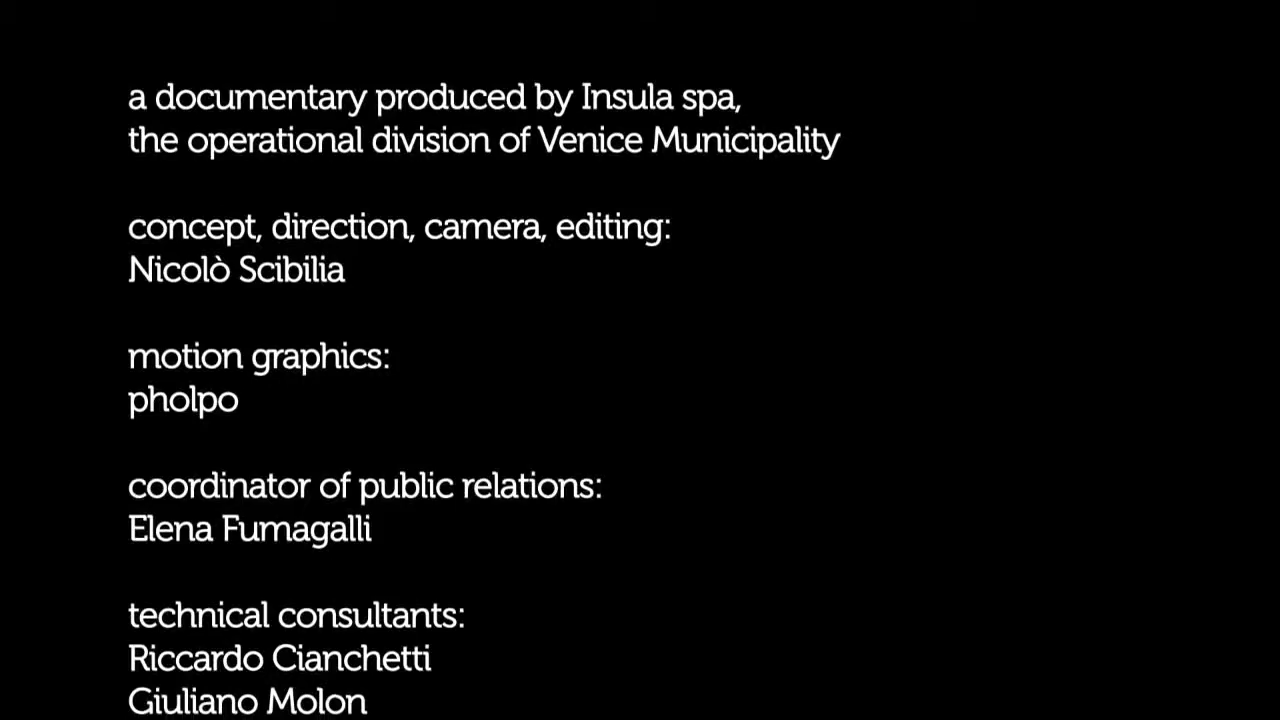 a documentary produced by Insula spa,
the operational division of Venice Municipality
concept, direction, camera, editing:
Nicolò Scibilia
motion graphics:
pholpo
coordinator of public relations:
Elena Fumagalli
technical consultants:
Riccardo Cianchetti
Giuliano Molon